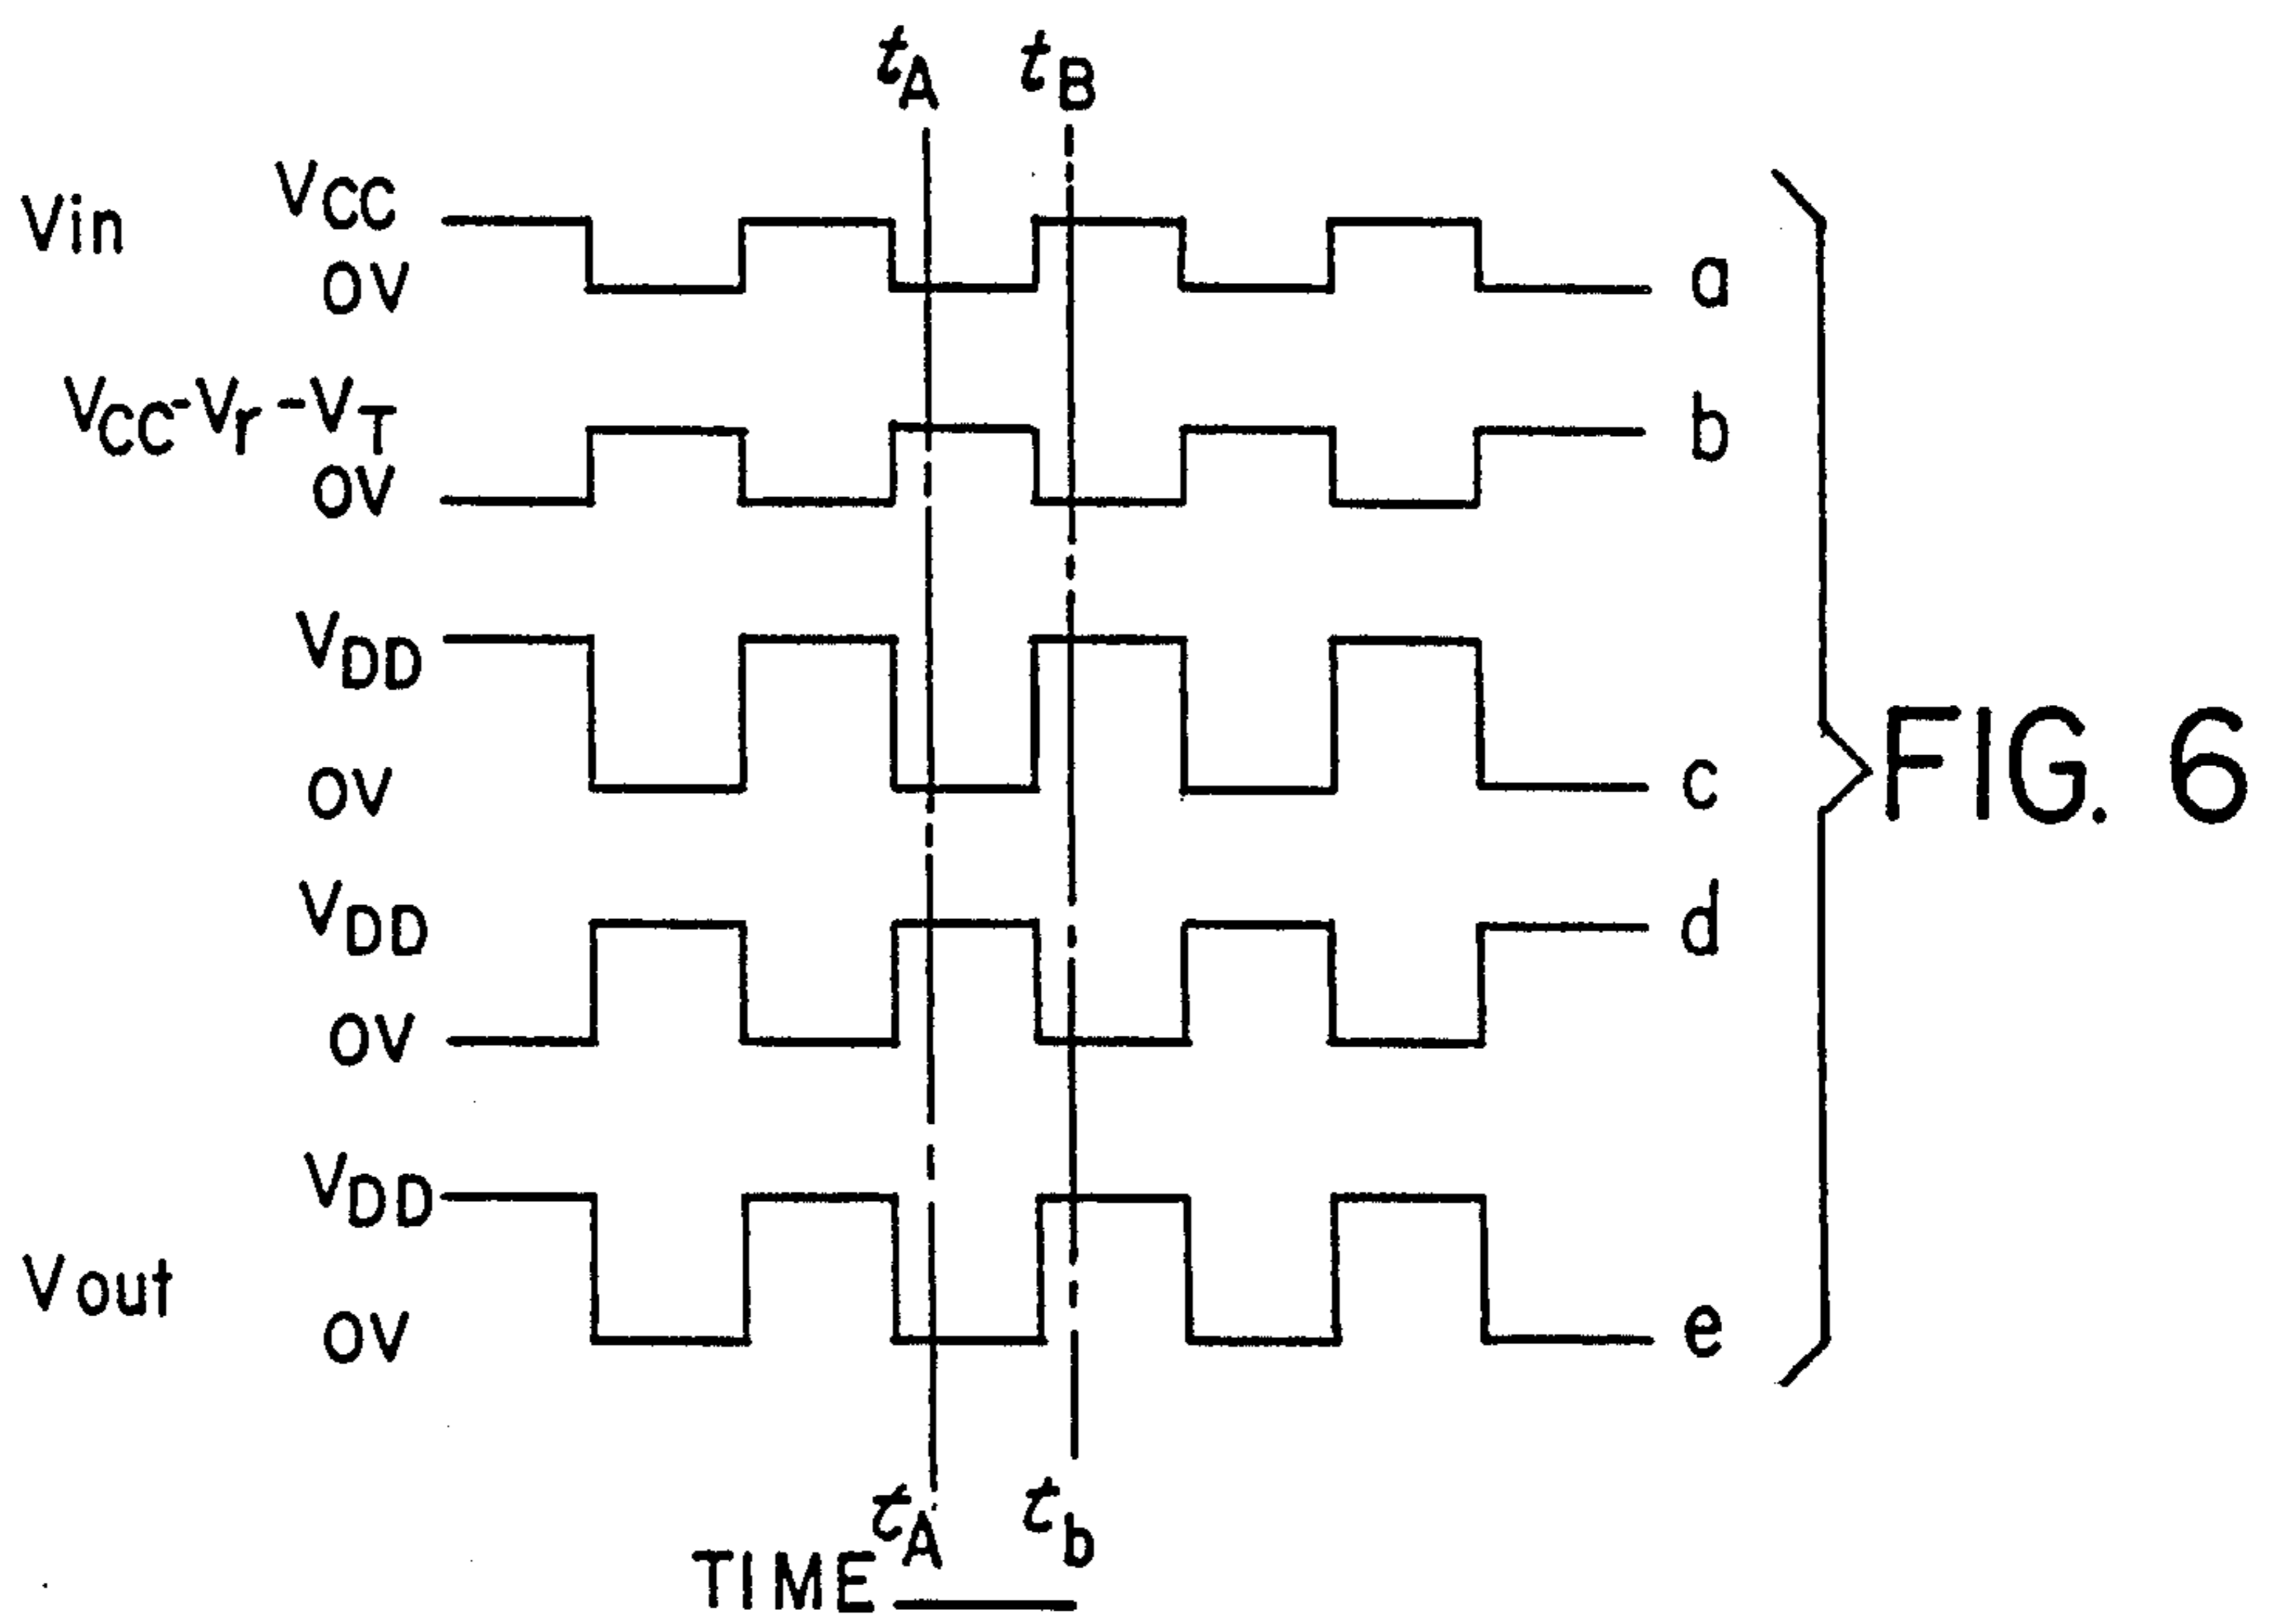 tA tB
Vin VCC
0V a
VCC-Vr-VT b
0V
VDD
0V c
FIG. 6
VDD d
0V
VDD
Vout 0V e
tA tb
TIME